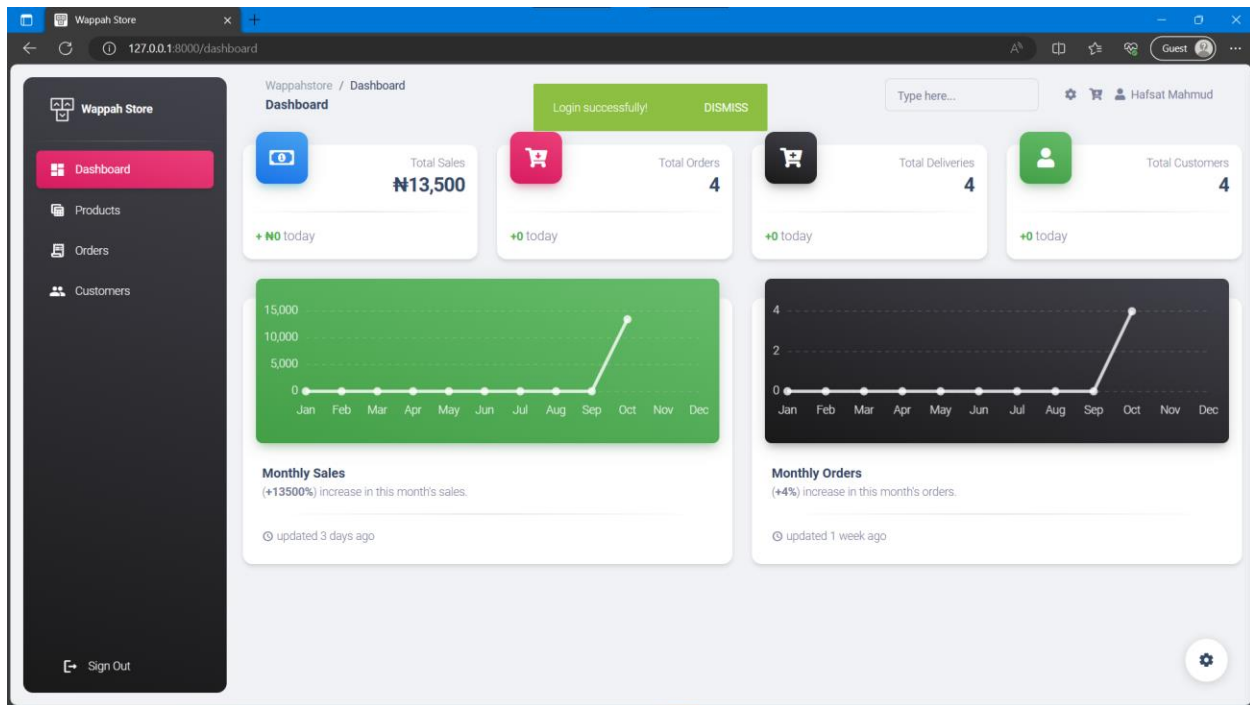 Wappah Store
127.0.0.1:8000/dashboard
Guest
Wappah Store
Dashboard
Products
Orders
Customers
Sign Out
Wappahstore / Dashboard
Dashboard
Login successfully! DISMISS
Type here...
Hafsat Mahmud
Total Sales
₦13,500
+ ₦0 today
Total Orders
4
+0 today
Total Deliveries
4
+0 today
Total Customers
4
+0 today
15,000
10,000
5,000
0
Jan Feb Mar Apr May Jun Jul Aug Sep Oct Nov Dec
Monthly Sales
(+13500%) increase in this month's sales.
updated 3 days ago
4
2
0
Jan Feb Mar Apr May Jun Jul Aug Sep Oct Nov Dec
Monthly Orders
(+4%) increase in this month's orders.
updated 1 week ago